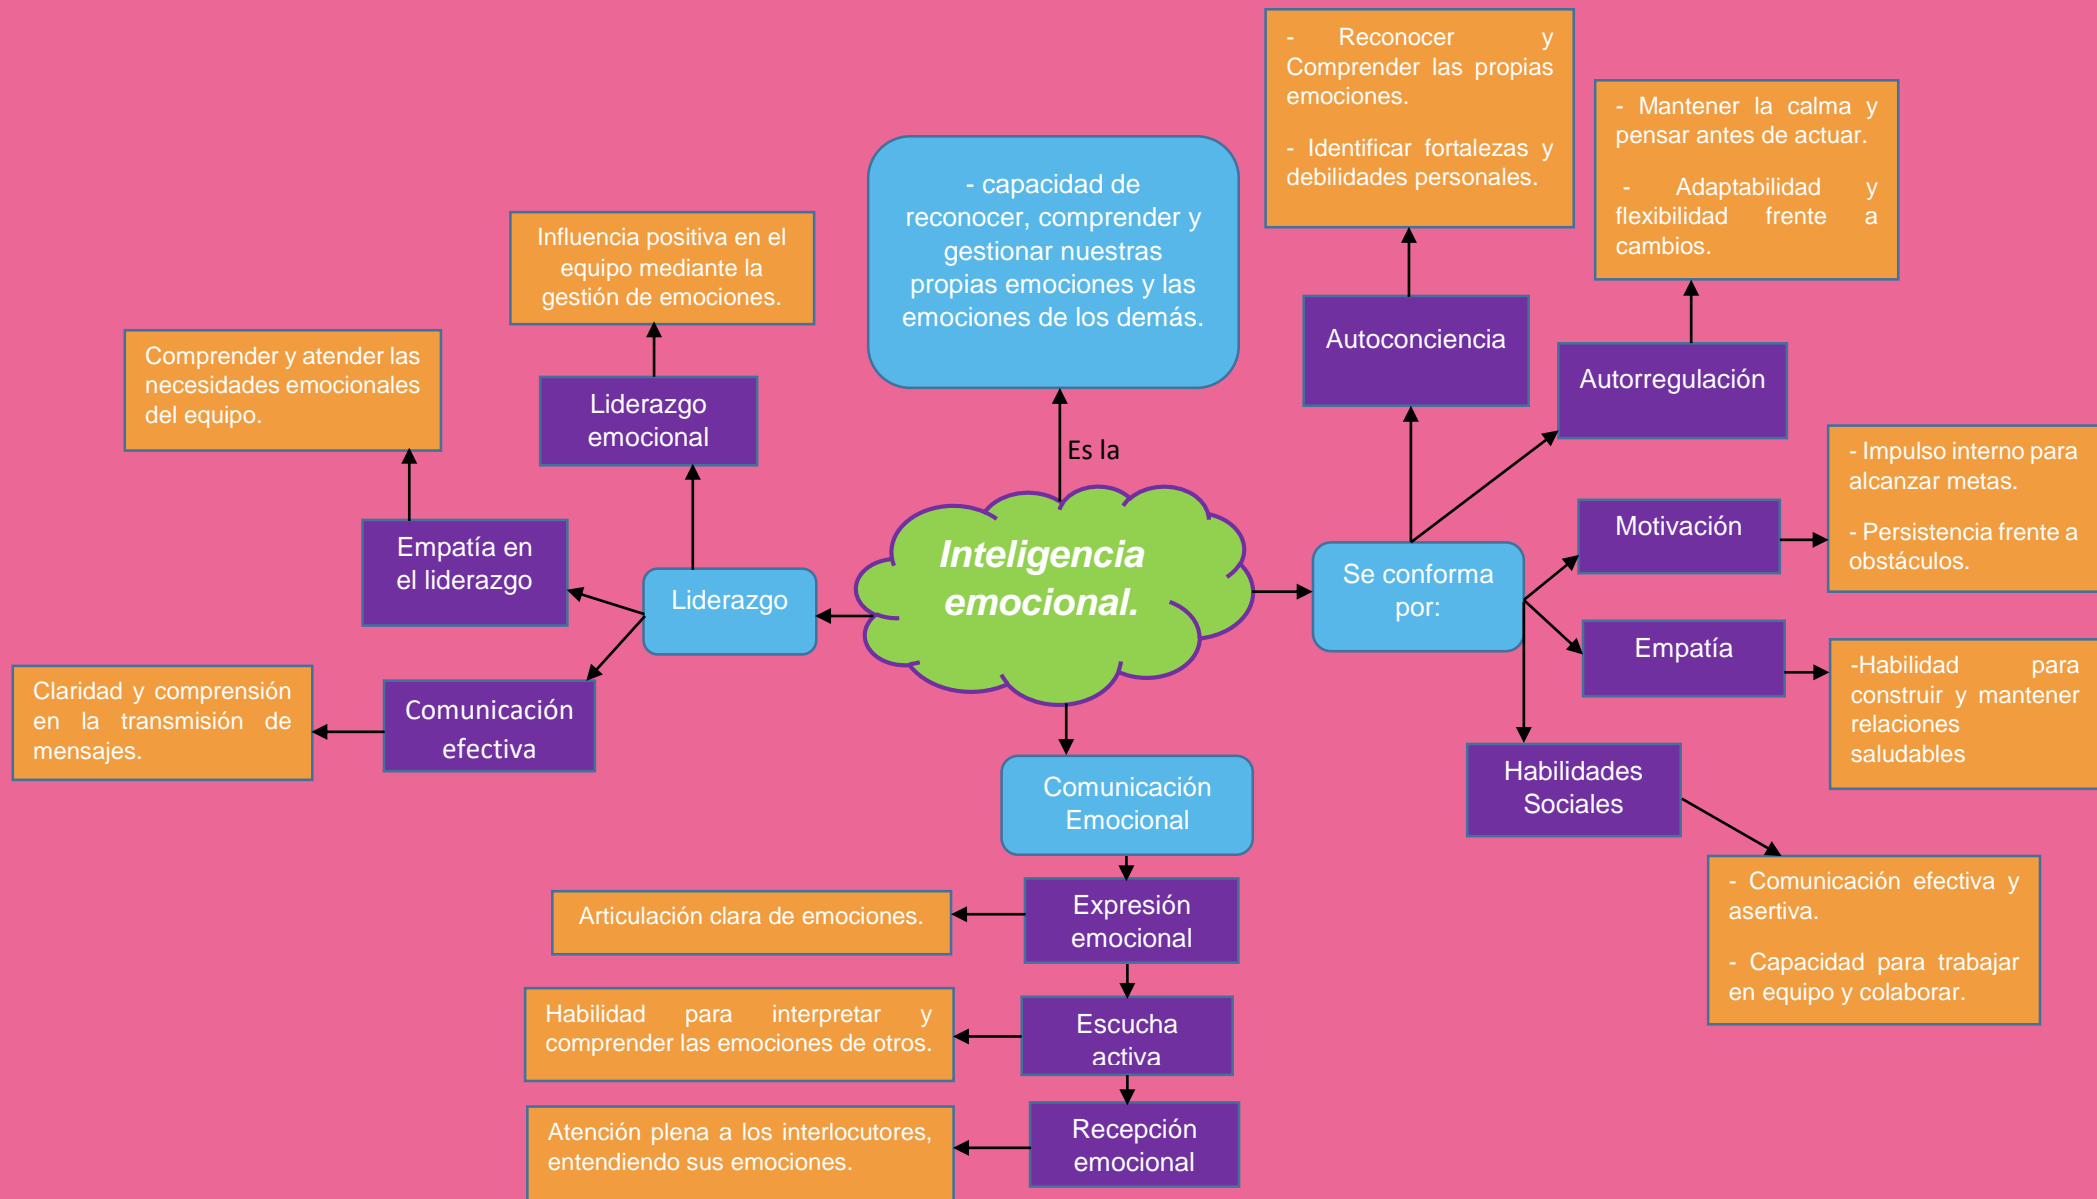 - Reconocer y
Comprender las propias
emociones.
- Identificar fortalezas y
debilidades personales.
- Mantener la calma y
pensar antes de actuar.
- Adaptabilidad y
flexibilidad frente a
cambios.
- capacidad de
reconocer, comprender y
gestionar nuestras
propias emociones y las
emociones de los demás.
Influencia positiva en el
equipo mediante la
gestión de emociones.
Comprender y atender las
necesidades emocionales
del equipo.
Liderazgo
emocional
Autoconciencia
Autorregulación
Es la
- Impulso interno para
alcanzar metas.
- Persistencia frente a
obstáculos.
Motivación
Empatía en
el liderazgo
Inteligencia
emocional.
Liderazgo
Se conforma
por:
Empatía
-Habilidad para
construir y mantener
relaciones
saludables
Claridad y comprensión
en la transmisión de
mensajes.
Comunicación
efectiva
Habilidades
Sociales
Comunicación
Emocional
- Comunicación efectiva y
asertiva.
- Capacidad para trabajar
en equipo y colaborar.
Articulación clara de emociones.
Expresión
emocional
Habilidad para interpretar y
comprender las emociones de otros.
Escucha
activa
Atención plena a los interlocutores,
entendiendo sus emociones.
Recepción
emocional